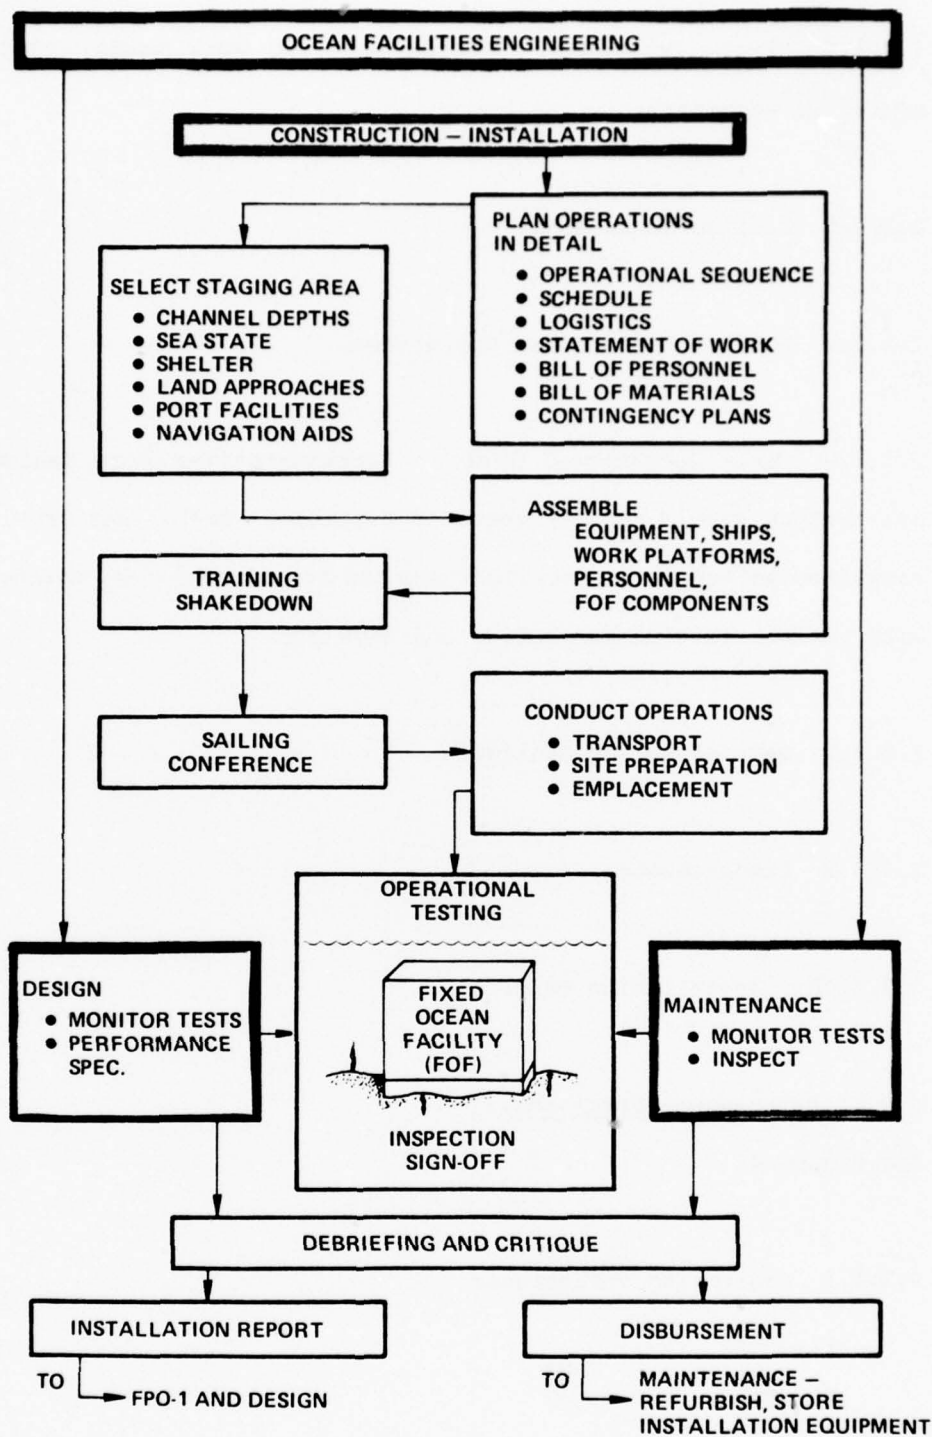 OCEAN FACILITIES ENGINEERING
CONSTRUCTION – INSTALLATION
PLAN OPERATIONS
IN DETAIL
● OPERATIONAL SEQUENCE
● SCHEDULE
● LOGISTICS
● STATEMENT OF WORK
● BILL OF PERSONNEL
● BILL OF MATERIALS
● CONTINGENCY PLANS
SELECT STAGING AREA
● CHANNEL DEPTHS
● SEA STATE
● SHELTER
● LAND APPROACHES
● PORT FACILITIES
● NAVIGATION AIDS
ASSEMBLE
EQUIPMENT, SHIPS,
WORK PLATFORMS,
PERSONNEL,
FOF COMPONENTS
TRAINING
SHAKEDOWN
SAILING
CONFERENCE
CONDUCT OPERATIONS
● TRANSPORT
● SITE PREPARATION
● EMPLACEMENT
OPERATIONAL
TESTING
FIXED
OCEAN
FACILITY
(FOF)
INSPECTION
SIGN-OFF
DESIGN
● MONITOR TESTS
● PERFORMANCE
SPEC.
MAINTENANCE
● MONITOR TESTS
● INSPECT
DEBRIEFING AND CRITIQUE
INSTALLATION REPORT
TO
FPO-1 AND DESIGN
DISBURSEMENT
TO
MAINTENANCE –
REFURBISH, STORE
INSTALLATION EQUIPMENT